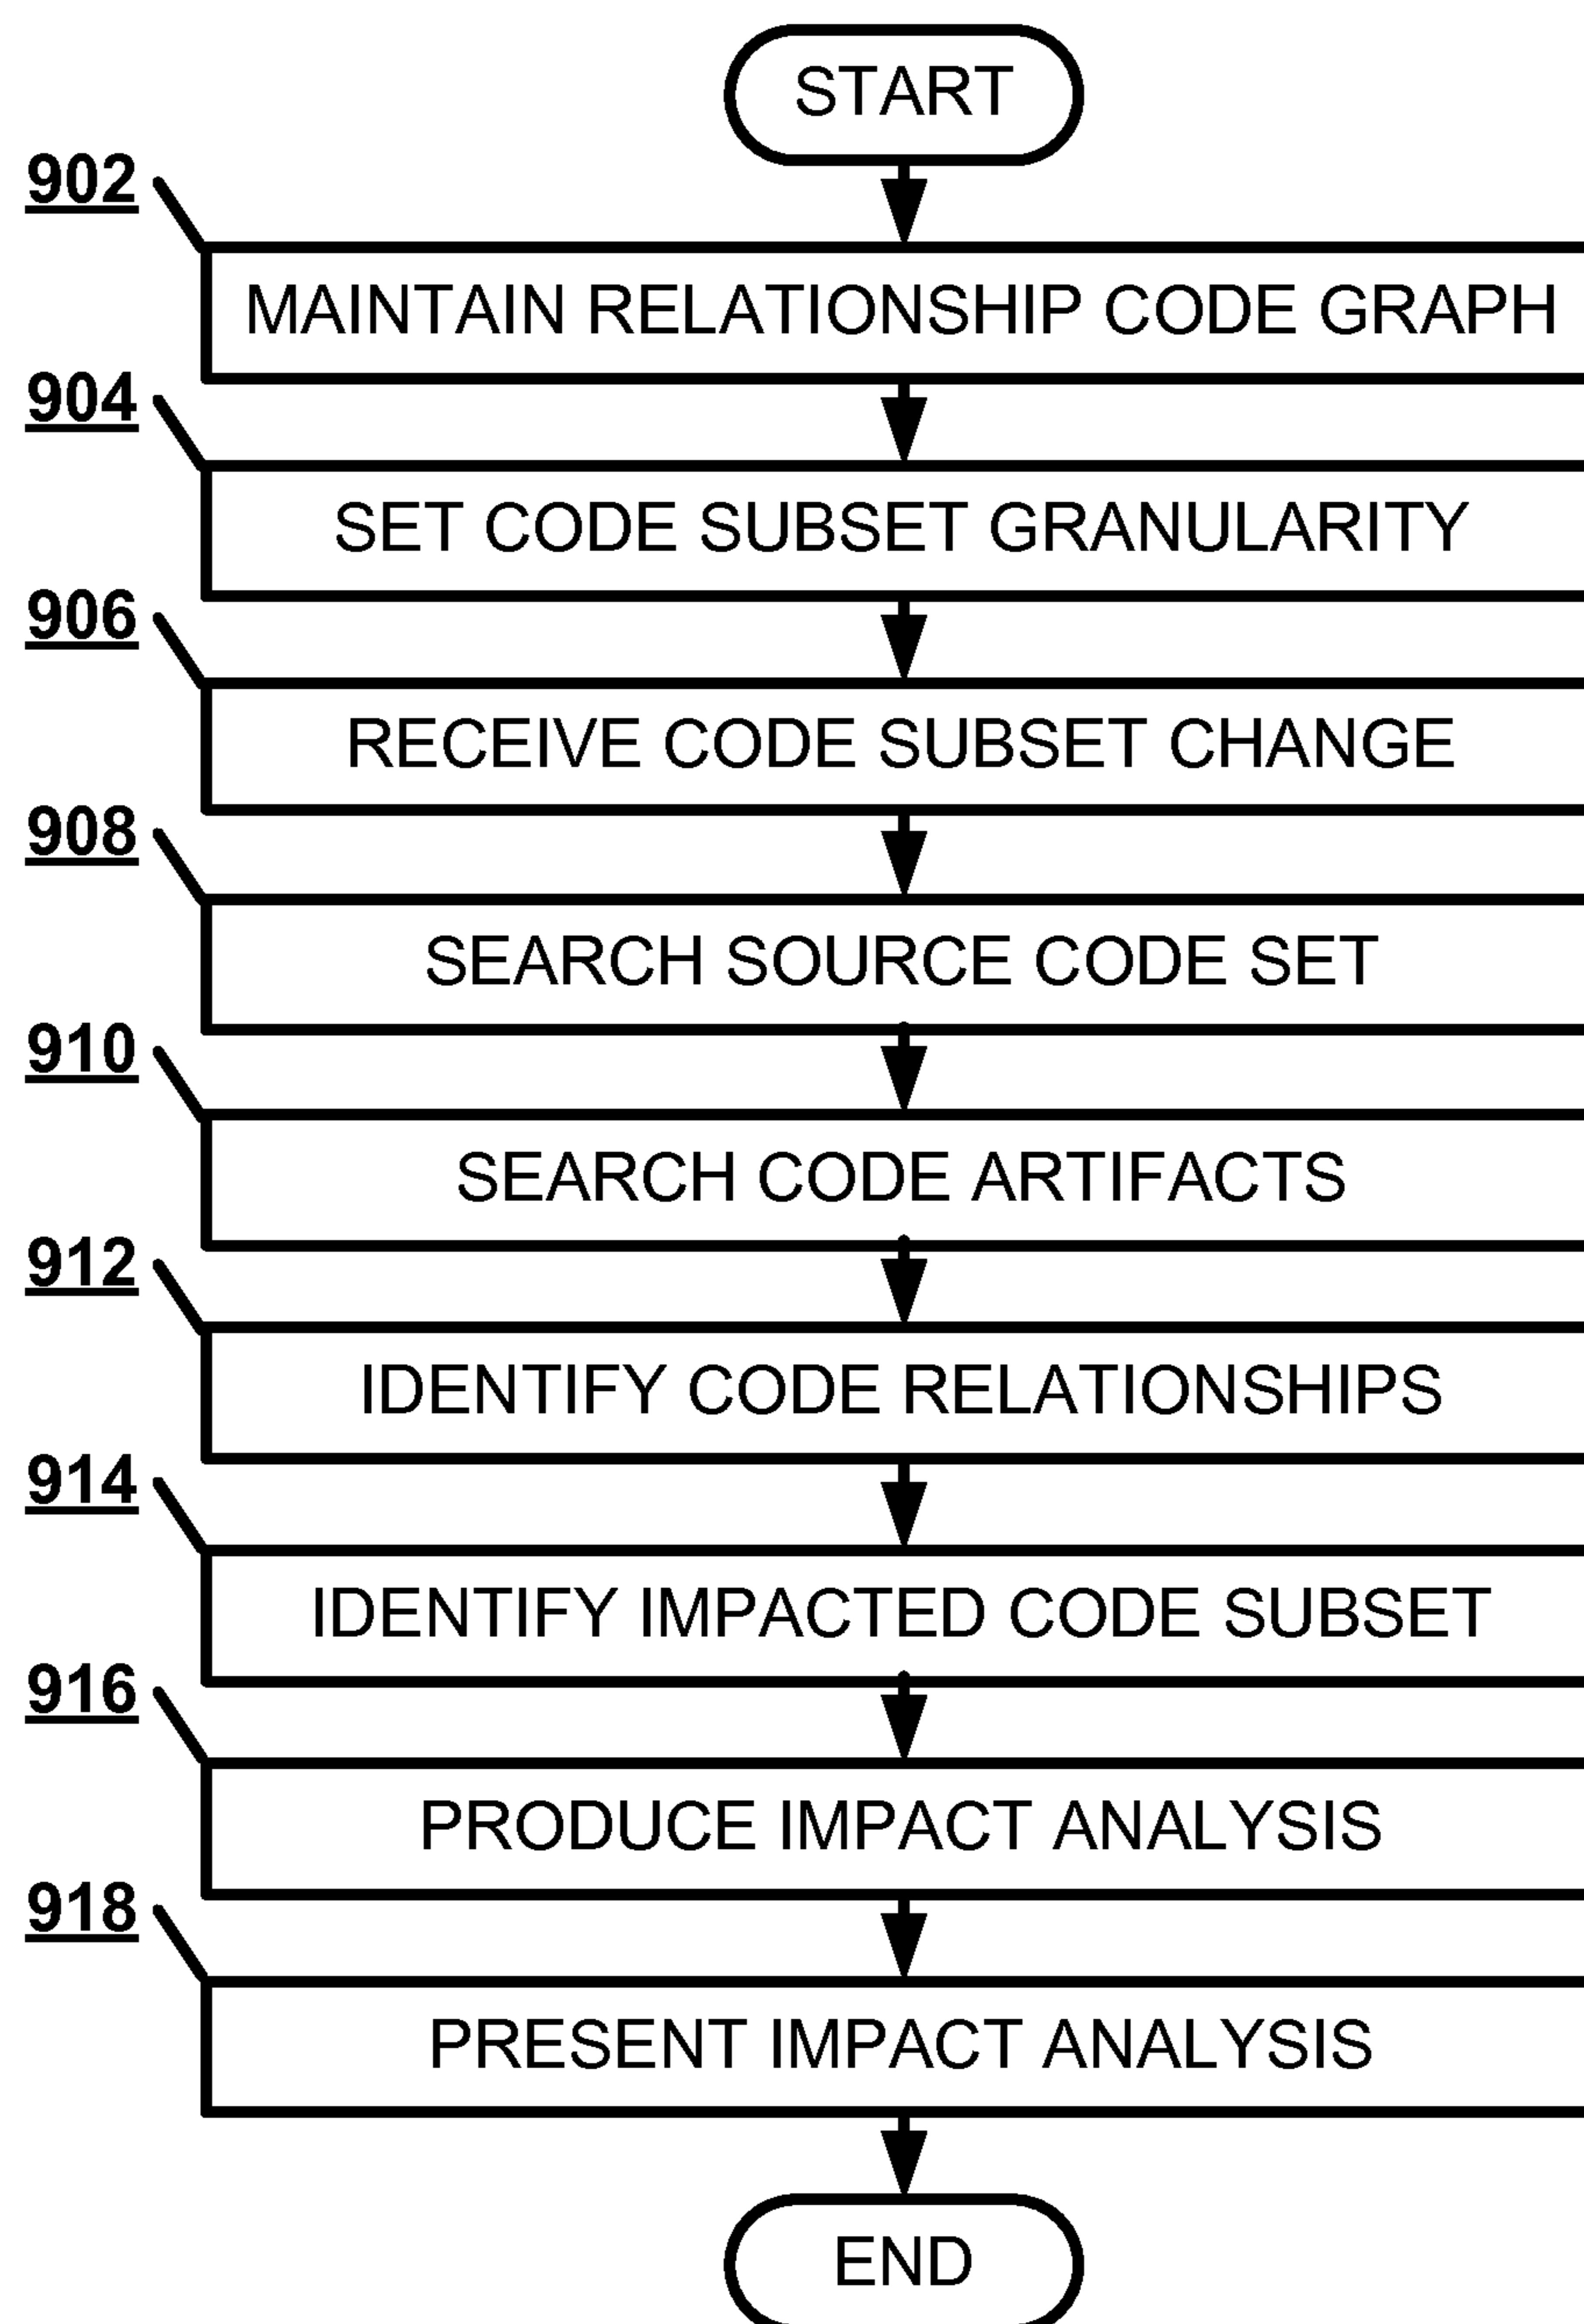 START
902
MAINTAIN RELATIONSHIP CODE GRAPH
904
SET CODE SUBSET GRANULARITY
906
RECEIVE CODE SUBSET CHANGE
908
SEARCH SOURCE CODE SET
910
SEARCH CODE ARTIFACTS
912
IDENTIFY CODE RELATIONSHIPS
914
IDENTIFY IMPACTED CODE SUBSET
916
PRODUCE IMPACT ANALYSIS
918
PRESENT IMPACT ANALYSIS
END